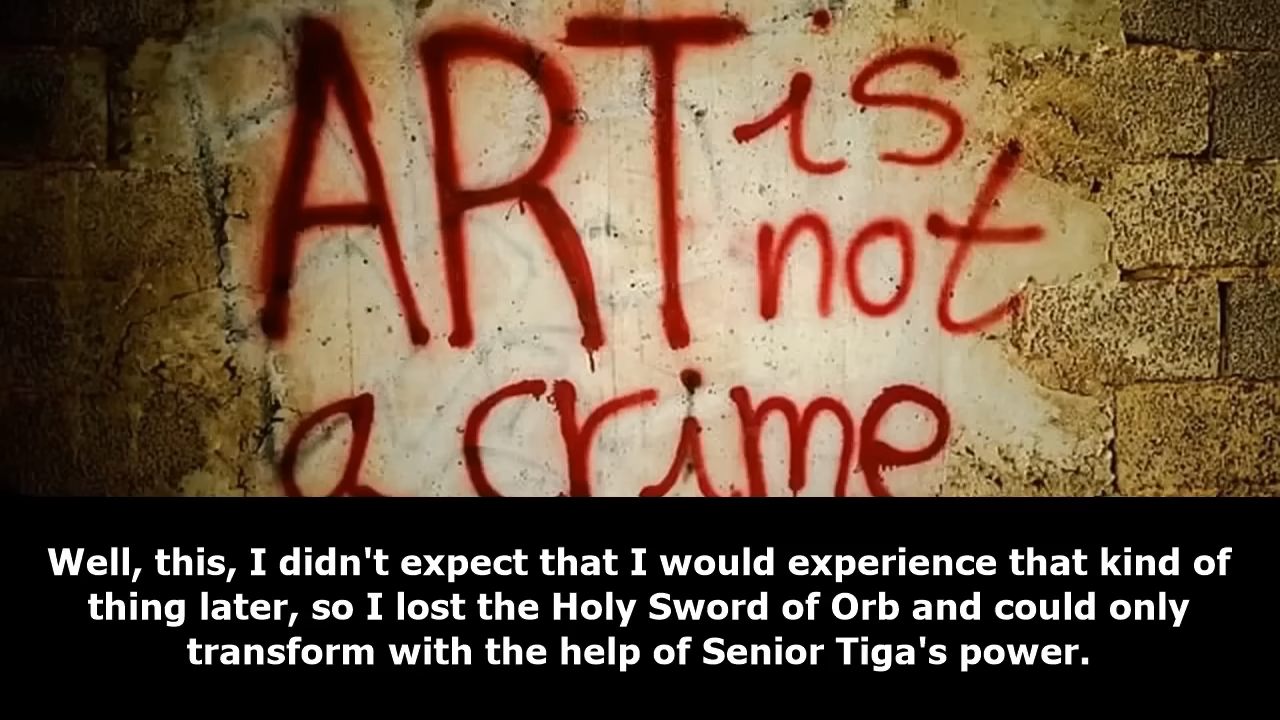 ART is
not
a crime
Well, this, I didn't expect that I would experience that kind of
thing later, so I lost the Holy Sword of Orb and could only
transform with the help of Senior Tiga's power.